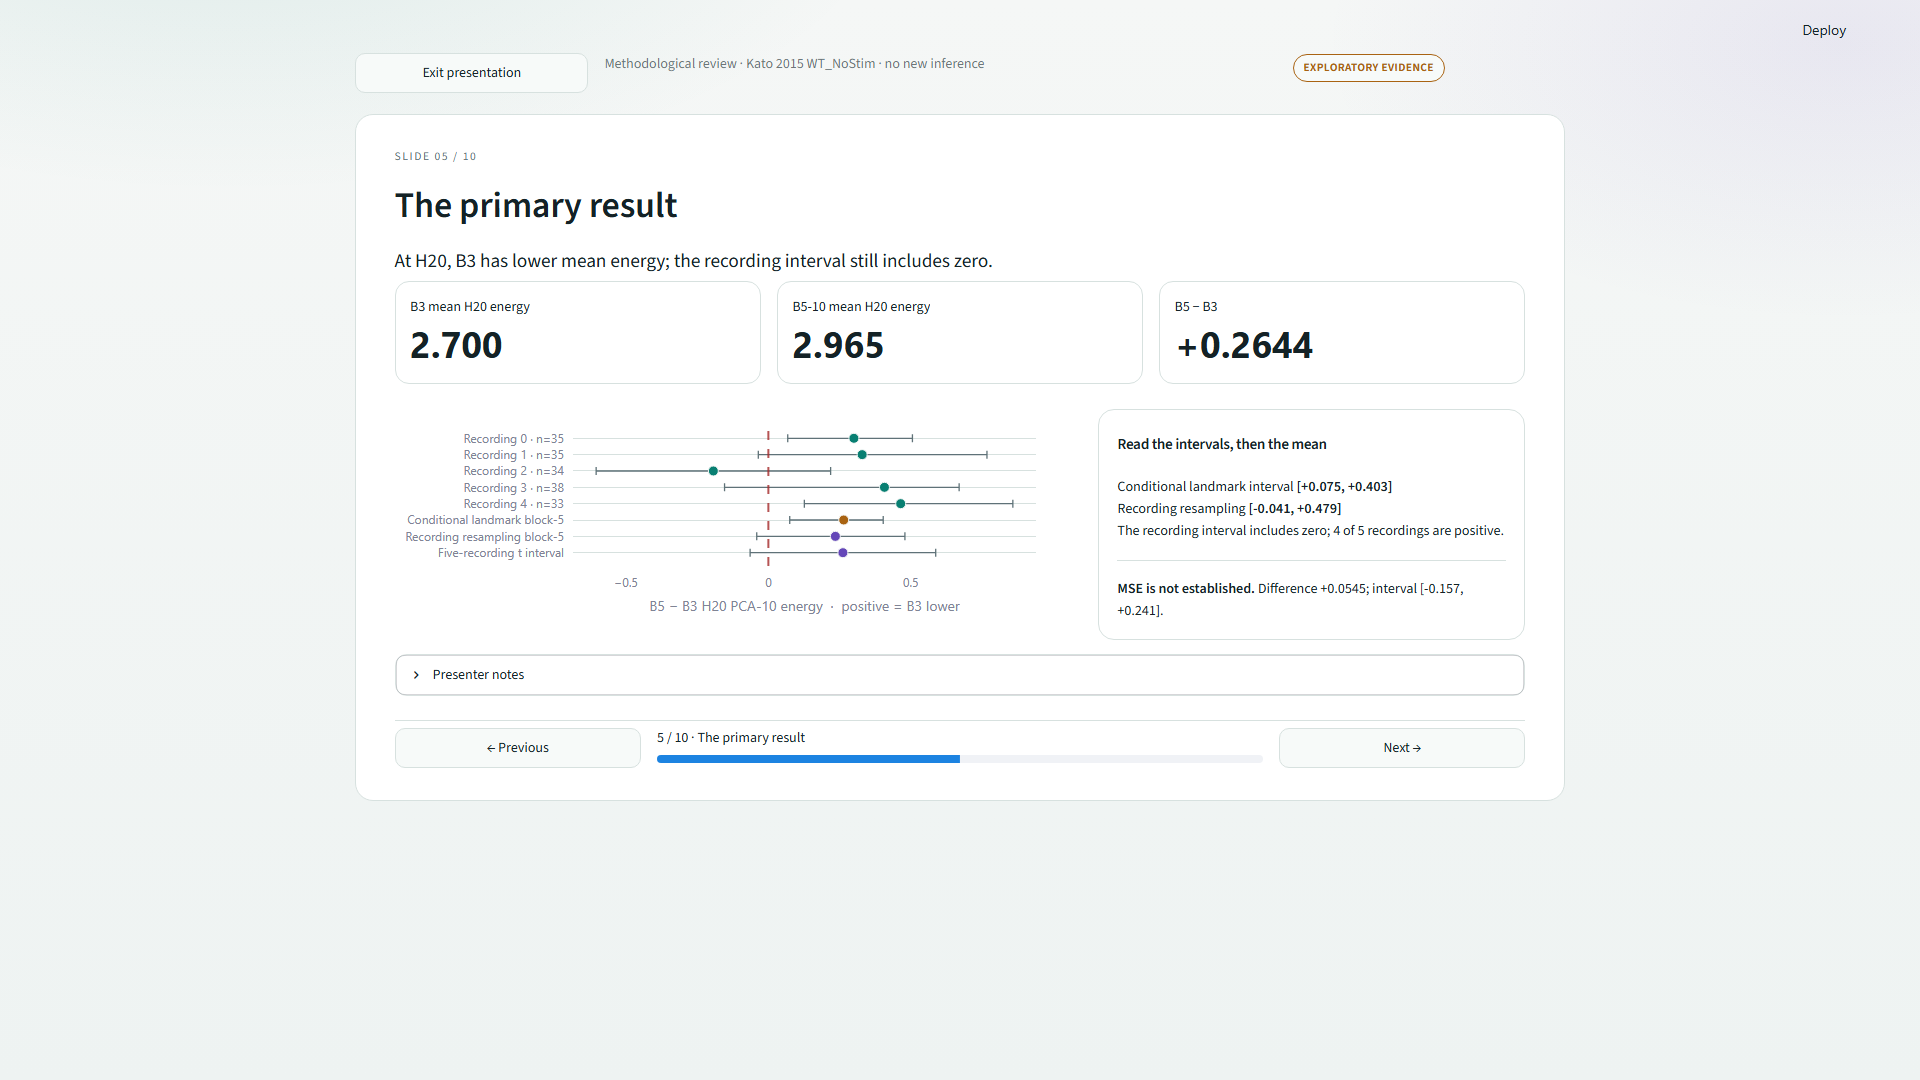 Deploy
Exit presentation
Methodological review · Kato 2015 WT_NoStim · no new inference
EXPLORATORY EVIDENCE
SLIDE 05 / 10
The primary result
At H20, B3 has lower mean energy; the recording interval still includes zero.
B3 mean H20 energy
2.700
B5-10 mean H20 energy
2.965
B5 − B3
+0.2644
Recording 0 · n=35
Recording 1 · n=35
Recording 2 · n=34
Recording 3 · n=38
Recording 4 · n=33
Conditional landmark block-5
Recording resampling block-5
Five-recording t interval
−0.5
0
0.5
B5 − B3 H20 PCA-10 energy · positive = B3 lower
Read the intervals, then the mean
Conditional landmark interval [+0.075, +0.403]
Recording resampling [-0.041, +0.479]
The recording interval includes zero; 4 of 5 recordings are positive.
MSE is not established. Difference +0.0545; interval [-0.157,
+0.241].
Presenter notes
← Previous
5 / 10 · The primary result
Next →